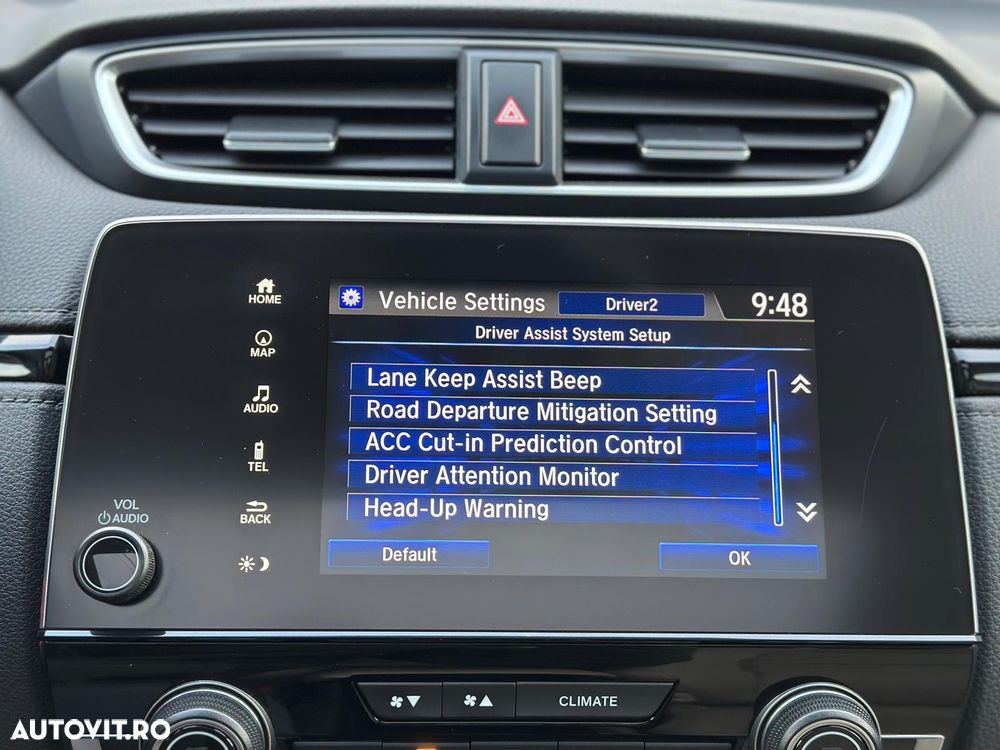 Vehicle Settings
Driver2
9:48
Driver Assist System Setup
Lane Keep Assist Beep
Road Departure Mitigation Setting
ACC Cut-in Prediction Control
Driver Attention Monitor
Head-Up Warning
Default
OK
HOME
MAP
AUDIO
TEL
BACK
VOL
AUDIO
CLIMATE
AUTOVIT.RO